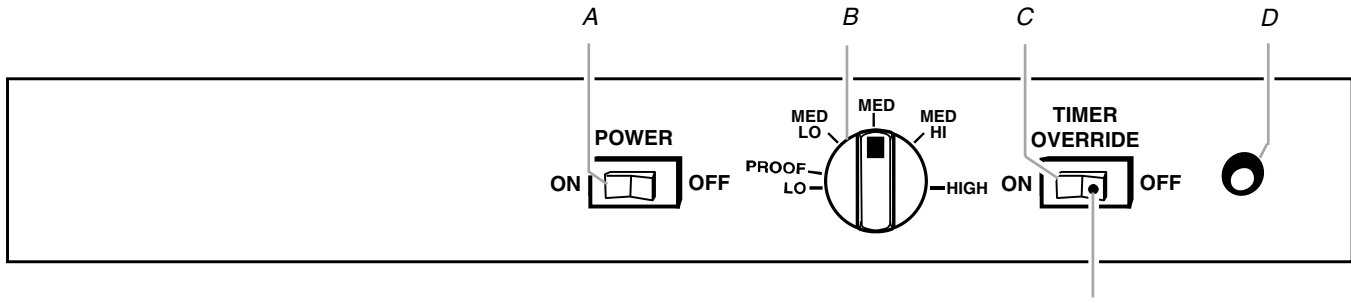 A B C D
POWER
ON OFF
MED
LO
MED
MED
HI
PROOF
LO
HIGH
TIMER
OVERRIDE
ON OFF